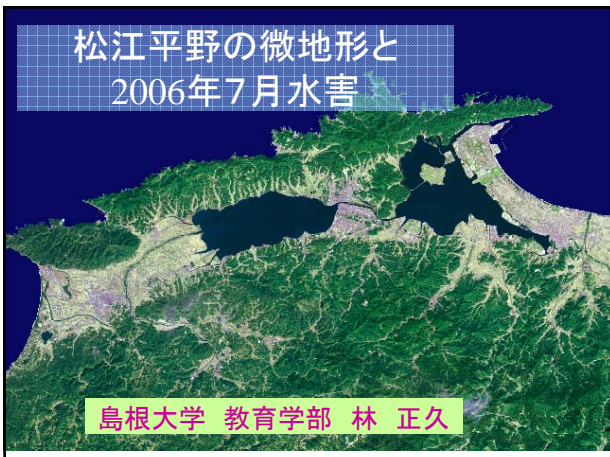 松江平野の微地形と
2006年７月水害
島根大学 教育学部 林 正久